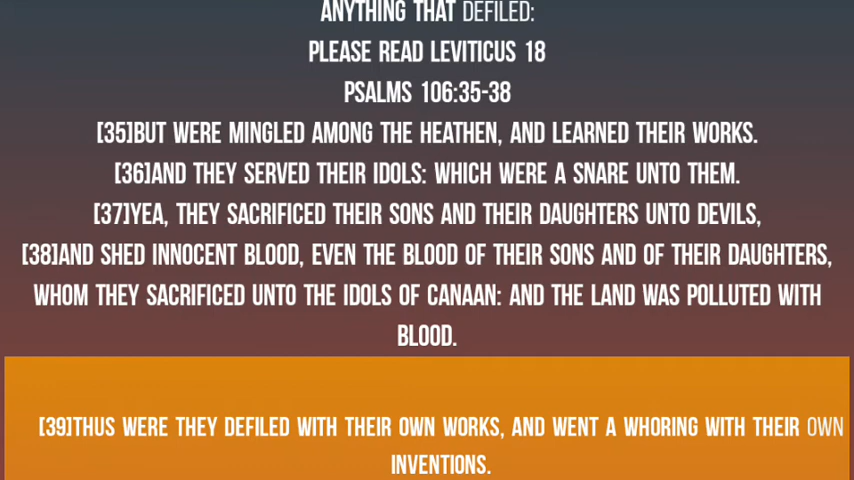 ANYTHING THAT DEFILED:
PLEASE READ LEVITICUS 18
PSALMS 106:35-38
[35]BUT WERE MINGLED AMONG THE HEATHEN, AND LEARNED THEIR WORKS.
[36]AND THEY SERVED THEIR IDOLS: WHICH WERE A SNARE UNTO THEM.
[37]YEA, THEY SACRIFICED THEIR SONS AND THEIR DAUGHTERS UNTO DEVILS,
[38]AND SHED INNOCENT BLOOD, EVEN THE BLOOD OF THEIR SONS AND OF THEIR DAUGHTERS,
WHOM THEY SACRIFICED UNTO THE IDOLS OF CANAAN: AND THE LAND WAS POLLUTED WITH
BLOOD.
[39]THUS WERE THEY DEFILED WITH THEIR OWN WORKS, AND WENT A WHORING WITH THEIR OWN
INVENTIONS.